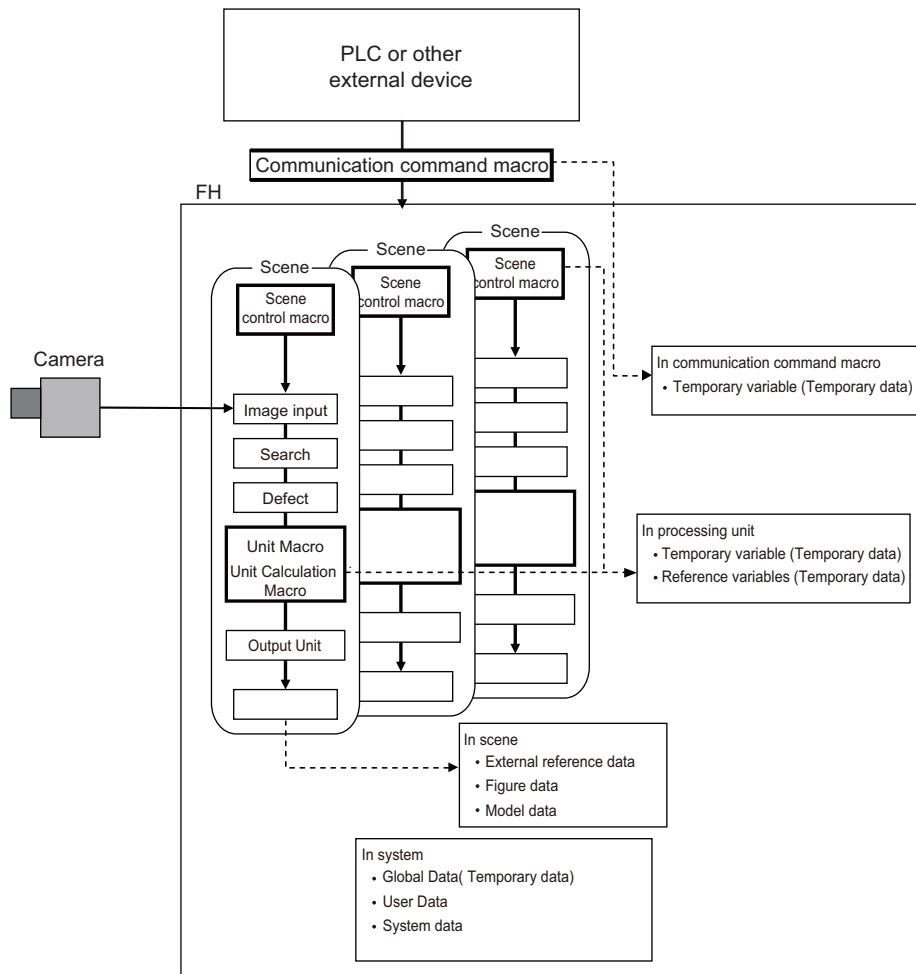 PLC or other
external device
Communication command macro
FH
Scene
Scene
Scene
Scene
control macro
Scene
control macro
Scene
control macro
Camera
Image input
Search
Defect
Unit Macro
Unit Calculation
Macro
Output Unit
In communication command macro
• Temporary variable (Temporary data)
In processing unit
• Temporary variable (Temporary data)
• Reference variables (Temporary data)
In scene
• External reference data
• Figure data
• Model data
In system
• Global Data( Temporary data)
• User Data
• System data